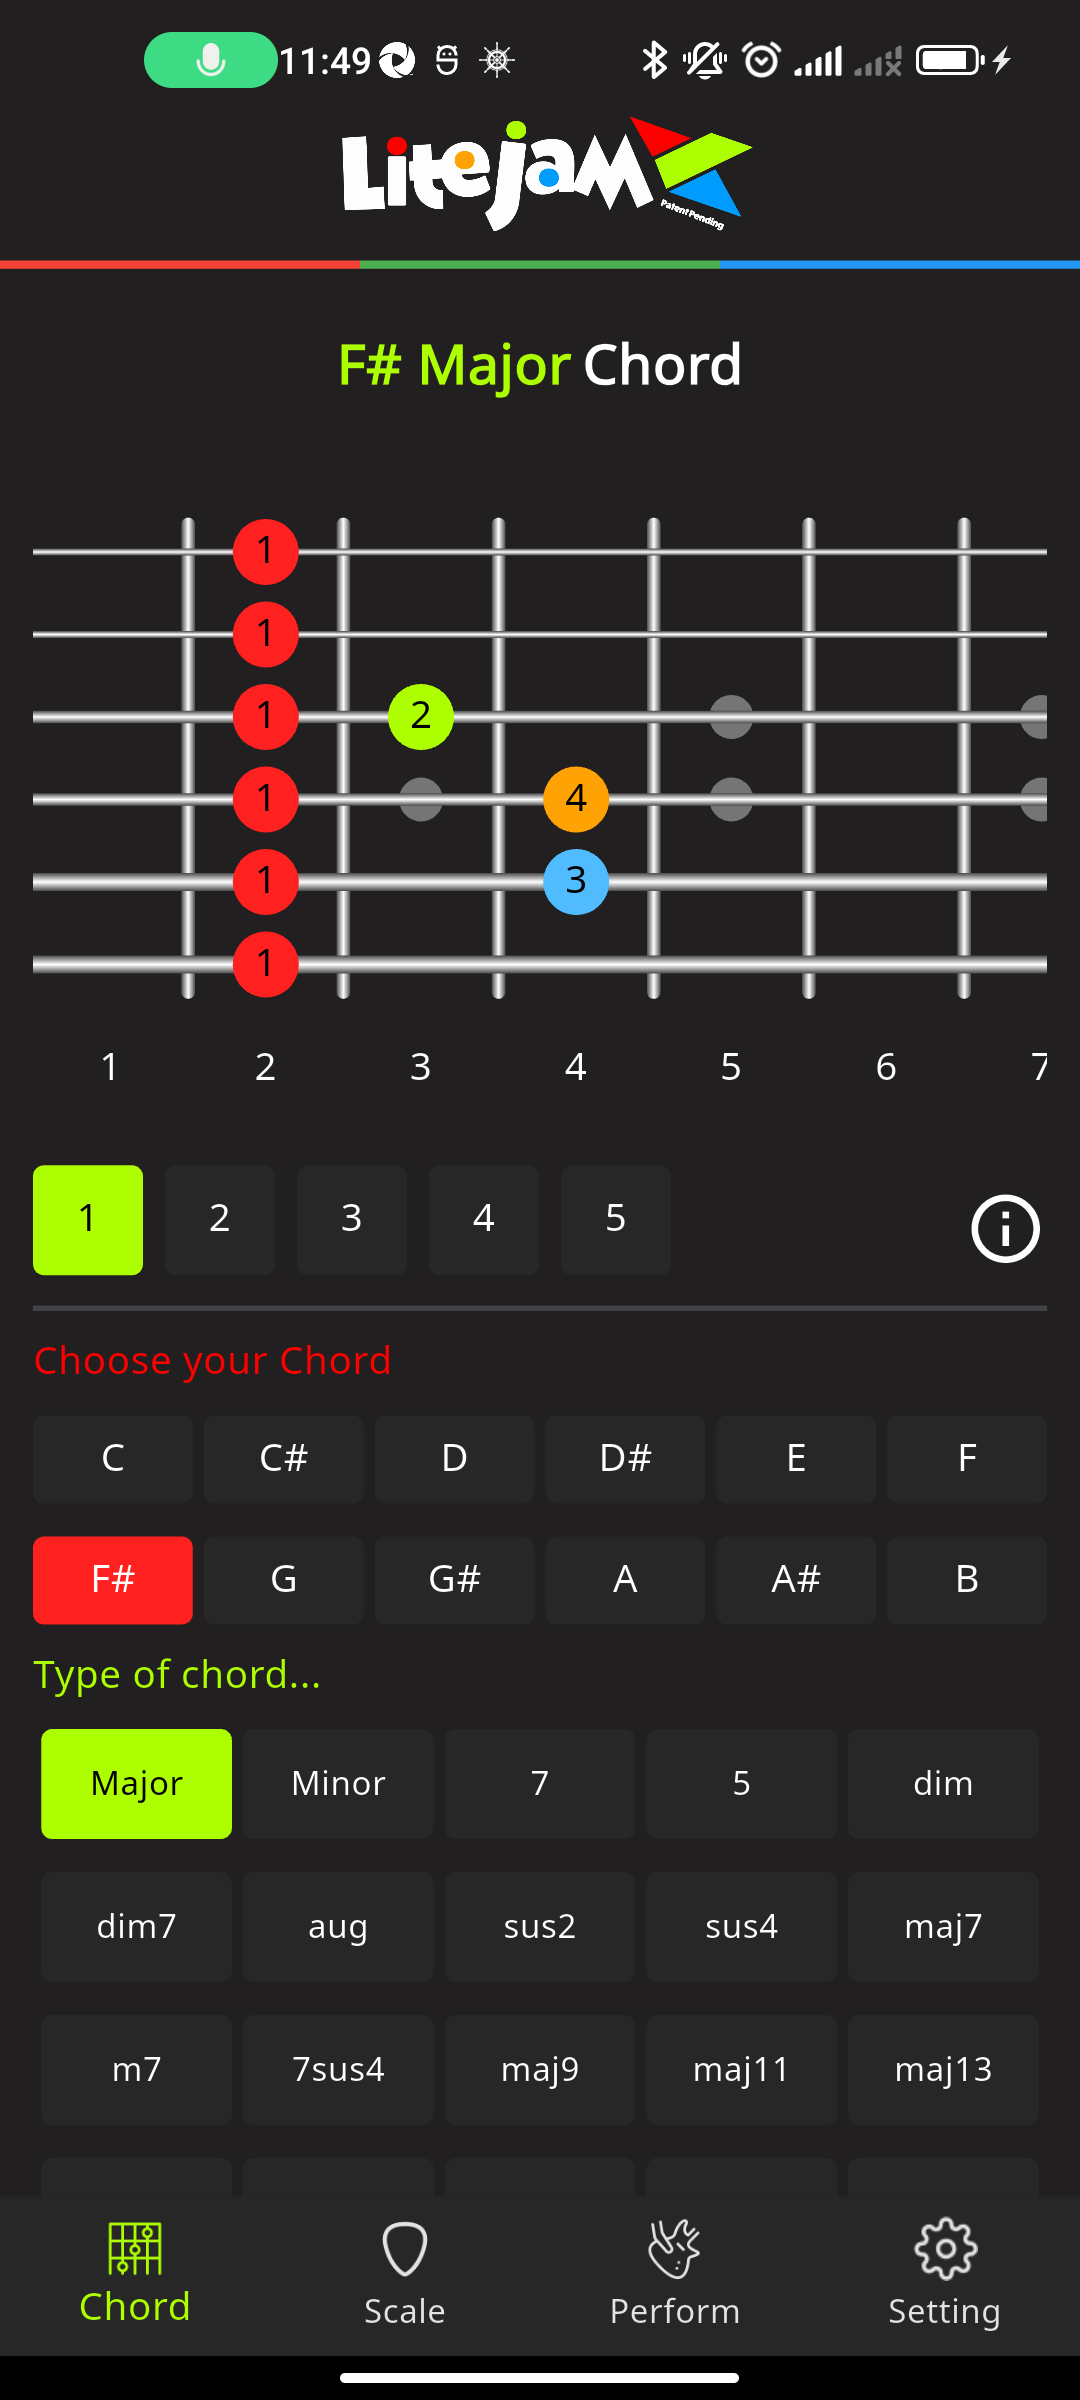 11:49
Litejam
Patent Pending
F# Major Chord
1
1
1 2
1 4
1 3
1
1 2 3 4 5 6 7
1 2 3 4 5
Choose your Chord
C C# D D# E F
F# G G# A A# B
Type of chord...
Major Minor 7 5 dim
dim7 aug sus2 sus4 maj7
m7 7sus4 maj9 maj11 maj13
Chord Scale Perform Setting